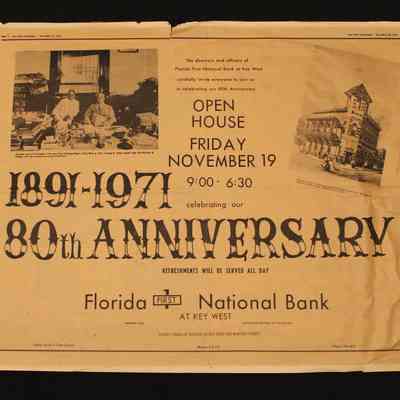 The directors and officers of
Florida First National Bank at Key West
cordially invite everyone to join us
in celebrating our 80th Anniversary
OPEN
HOUSE
FRIDAY
NOVEMBER 19
9:00 - 6:30
1891-1971
celebrating our
80th ANNIVERSARY
REFRESHMENTS WILL BE SERVED ALL DAY
Florida 1 FIRST National Bank
AT KEY WEST